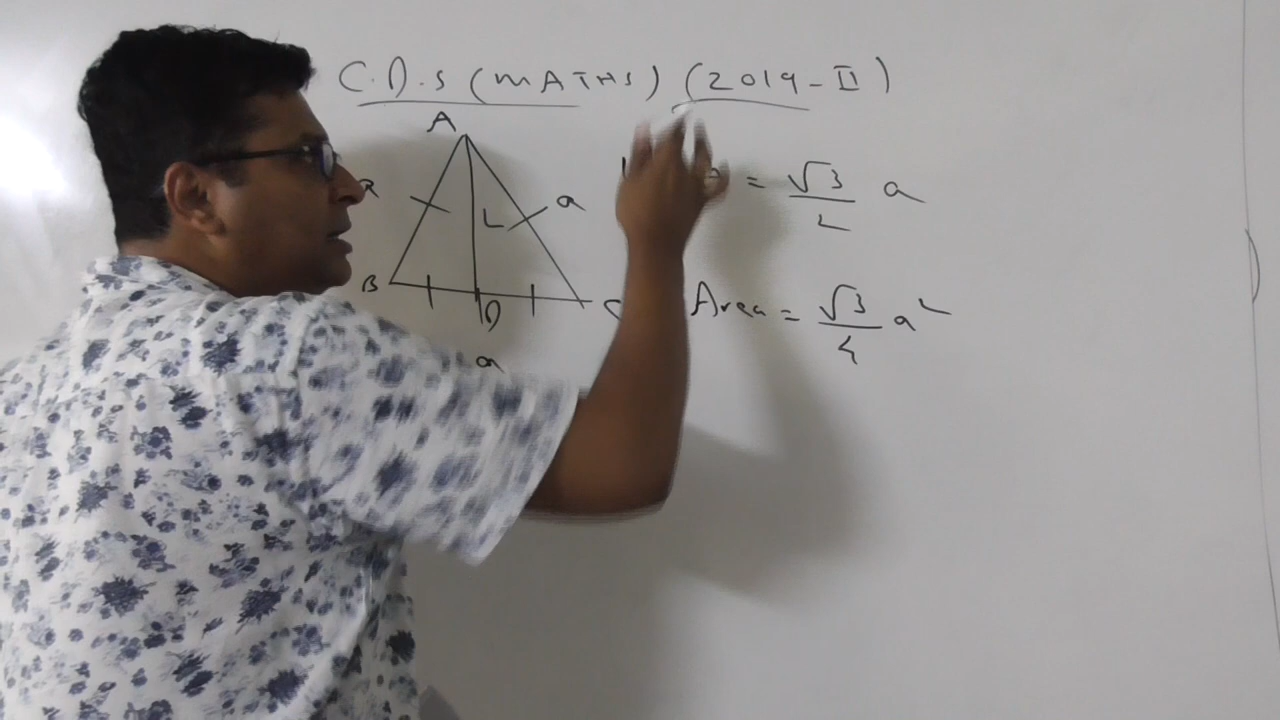 C.D.S (MATHS) (2019-II)
A
a
= √3/2 a
B
D
a
Area = √3/4 a²